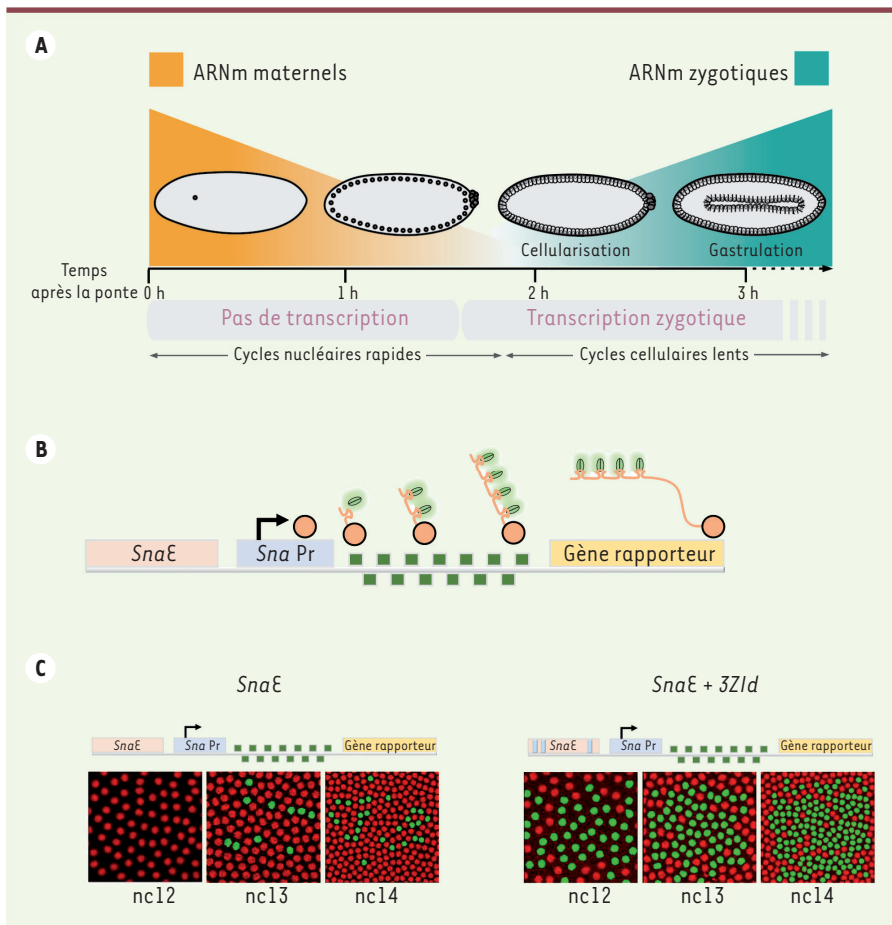 A
ARNm maternels
ARNm zygotiques
Cellularisation
Gastrulation
Temps
après la ponte
0 h
1 h
2 h
3 h
Pas de transcription
Transcription zygotique
Cycles nucléaires rapides
Cycles cellulaires lents
B
SnaE
Sna Pr
Gène rapporteur
C
SnaE
SnaE + 3Zld
SnaE
Sna Pr
Gène rapporteur
SnaE
Sna Pr
Gène rapporteur
nc12
nc13
nc14
nc12
nc13
nc14